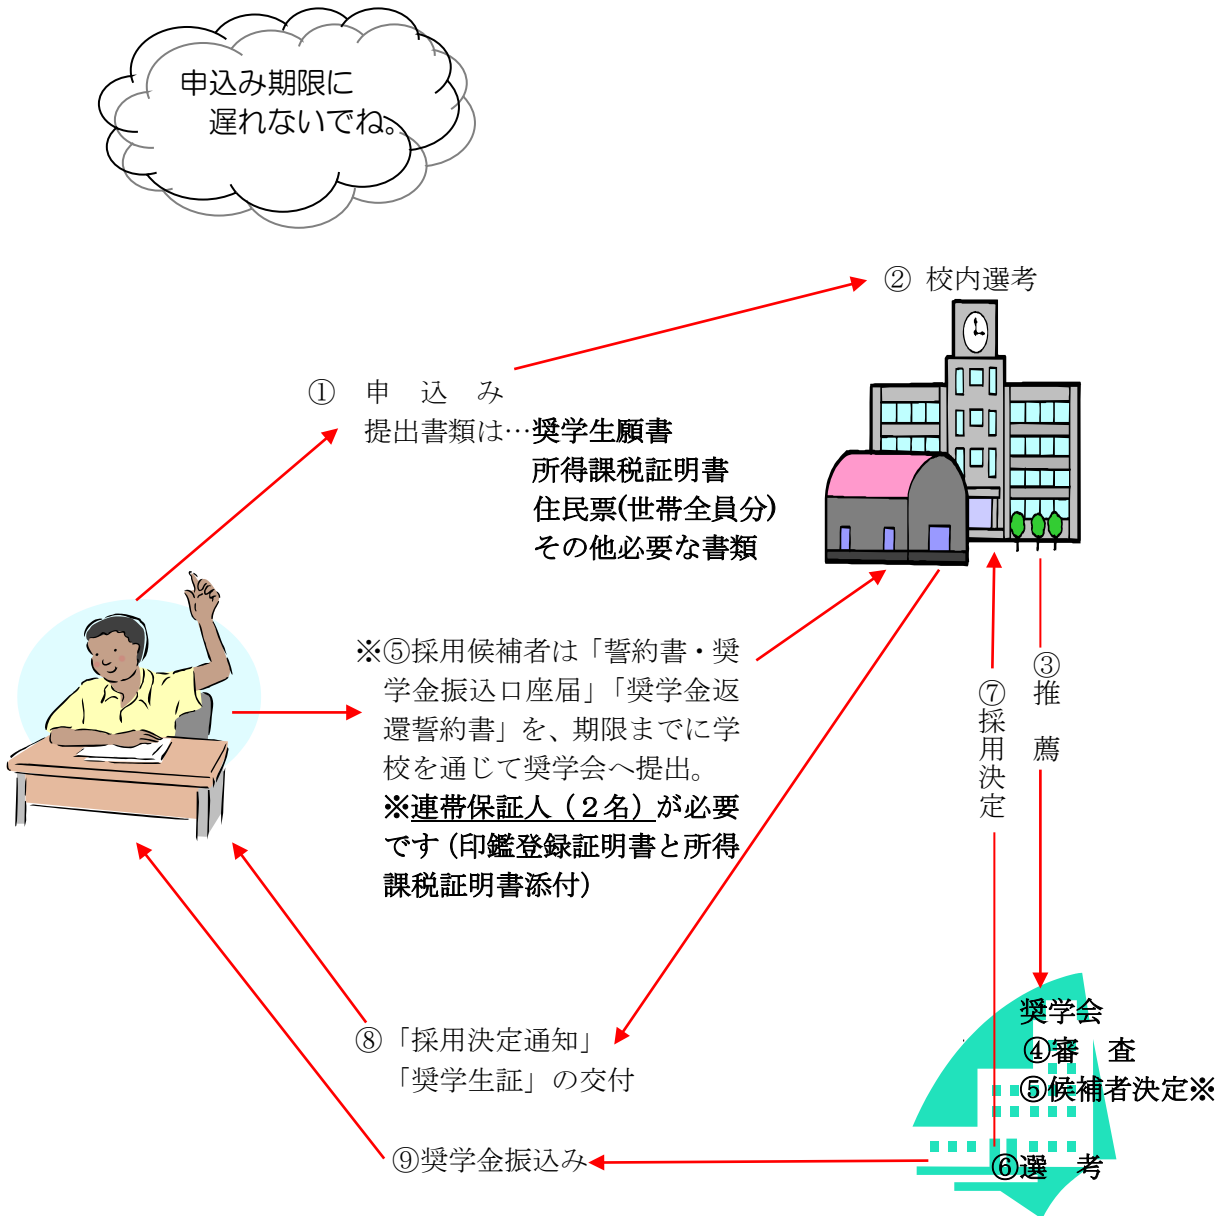 申込み期限に
遅れないでね。
② 校内選考
① 申 込 み
提出書類は…奨学生願書
所得課税証明書
住民票(世帯全員分)
その他必要な書類
※⑤採用候補者は「誓約書・奨
学金振込口座届」「奨学金返
還誓約書」を、期限までに学
校を通じて奨学会へ提出。
※連帯保証人（２名）が必要
です（印鑑登録証明書と所得
課税証明書添付）
③推 薦
⑦採用決定
奨学会
④審 査
⑤候補者決定※
⑥選 考
⑧「採用決定通知」
「奨学生証」の交付
⑨奨学金振込み